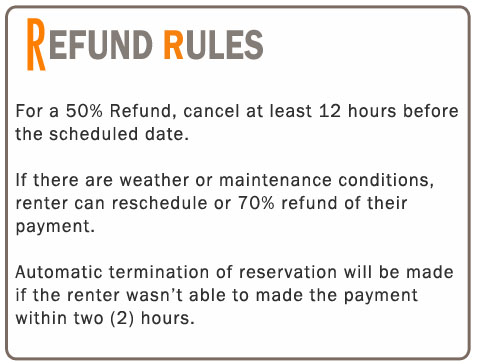 REFUND RULES
For a 50% Refund, cancel at least 12 hours before
the scheduled date.
If there are weather or maintenance conditions,
renter can reschedule or 70% refund of their
payment.
Automatic termination of reservation will be made
if the renter wasn't able to made the payment
within two (2) hours.